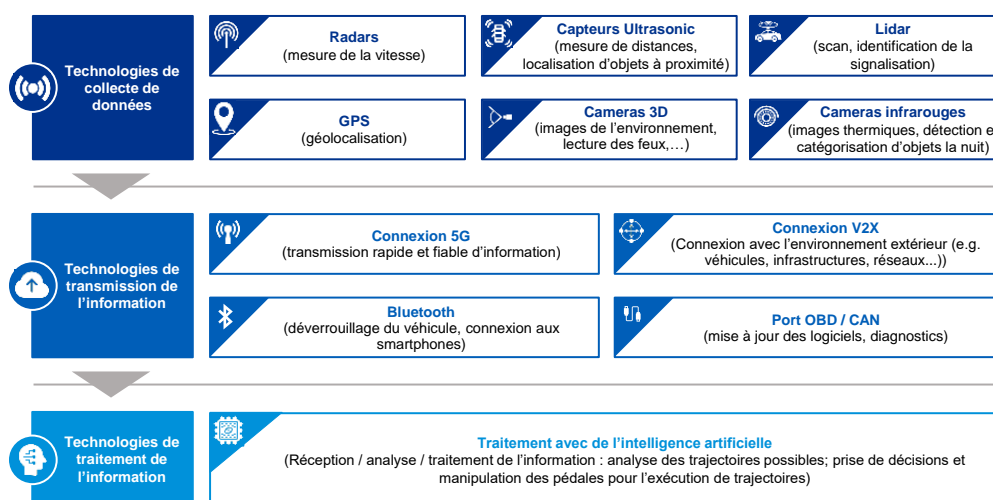 Technologies de
collecte de
données
Radars
(mesure de la vitesse)
Capteurs Ultrasonic
(mesure de distances,
localisation d'objets à proximité)
Lidar
(scan, identification de la
signalisation)
GPS
(géolocalisation)
Cameras 3D
(images de l'environnement,
lecture des feux,…)
Cameras infrarouges
(images thermiques, détection e
catégorisation d'objets la nuit)
Technologies de
transmission de
l'information
Connexion 5G
(transmission rapide et fiable d'information)
Connexion V2X
(Connexion avec l'environnement extérieur (e.g.
véhicules, infrastructures, réseaux...))
Bluetooth
(déverrouillage du véhicule, connexion aux
smartphones)
Port OBD / CAN
(mise à jour des logiciels, diagnostics)
Technologies de
traitement de
l'information
Traitement avec de l'intelligence artificielle
(Réception / analyse / traitement de l'information : analyse des trajectoires possibles; prise de décisions et
manipulation des pédales pour l'exécution de trajectoires)